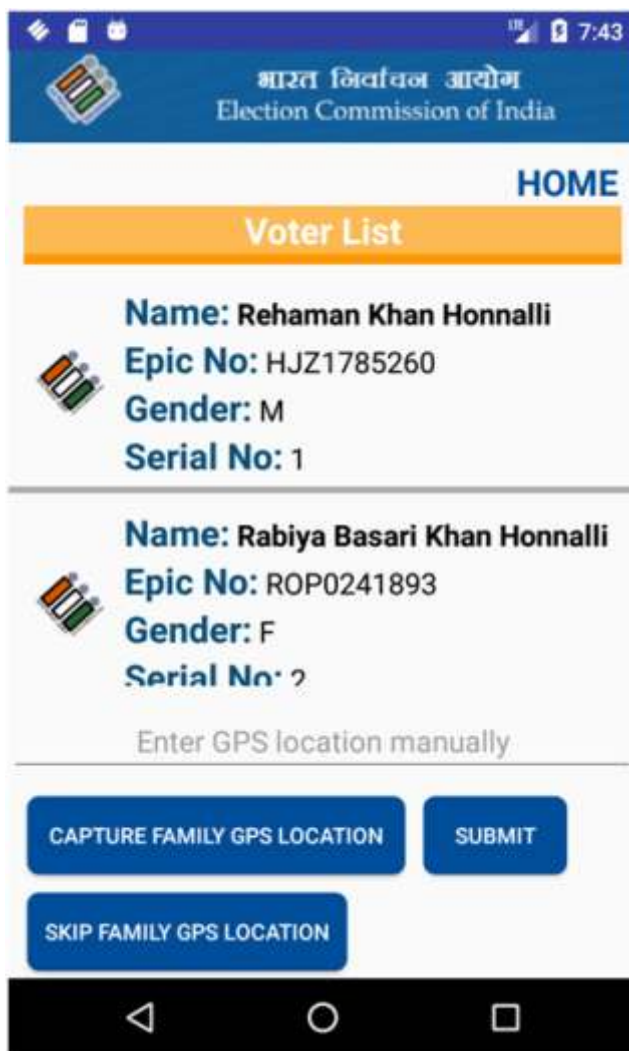 LTE 7:43
भारत निर्वाचन आयोग
Election Commission of India
HOME
Voter List
Name: Rehaman Khan Honnalli
Epic No: HJZ1785260
Gender: M
Serial No: 1
Name: Rabiya Basari Khan Honnalli
Epic No: ROP0241893
Gender: F
Serial No: 2
Enter GPS location manually
CAPTURE FAMILY GPS LOCATION SUBMIT
SKIP FAMILY GPS LOCATION